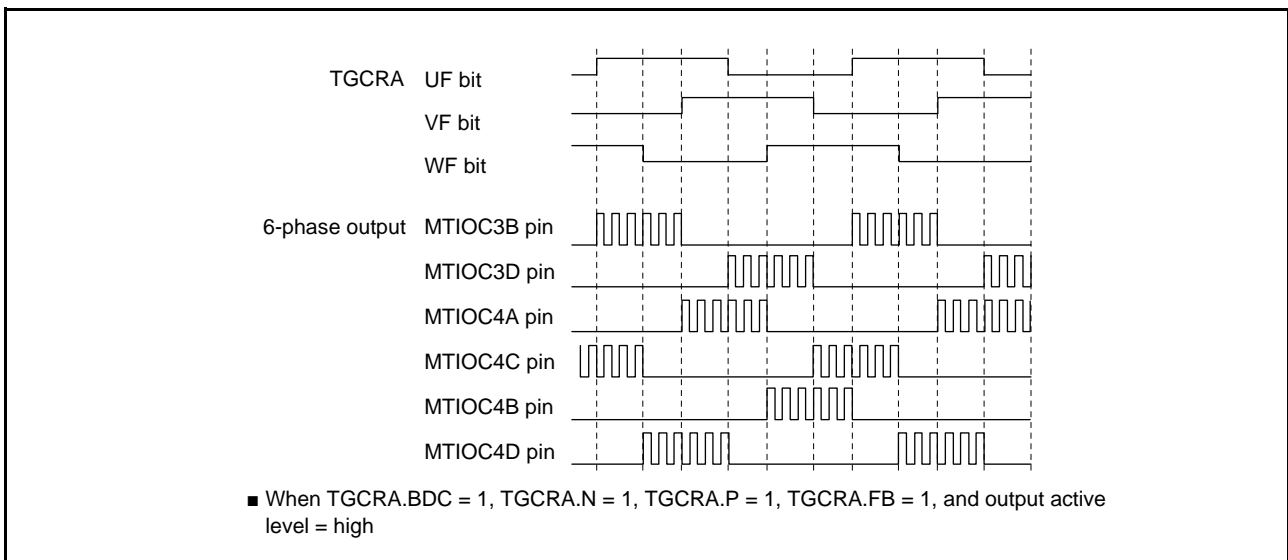 TGCRA UF bit
VF bit
WF bit
6-phase output MTIOC3B pin
MTIOC3D pin
MTIOC4A pin
MTIOC4C pin
MTIOC4B pin
MTIOC4D pin
■ When TGCRA.BDC = 1, TGCRA.N = 1, TGCRA.P = 1, TGCRA.FB = 1, and output active
level = high